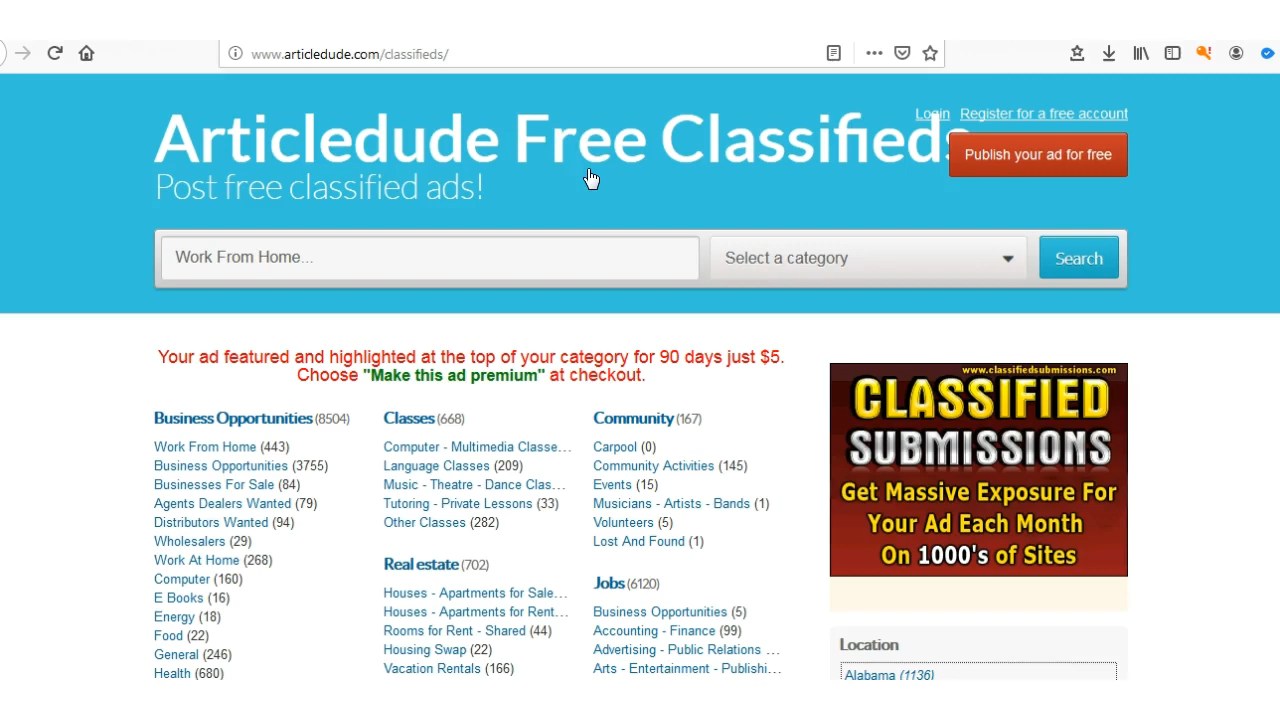 www.articledude.com/classifieds/
Articledude Free Classifieds
Login Register for a free account
Publish your ad for free
Post free classified ads!
Work From Home...
Select a category
Search
Your ad featured and highlighted at the top of your category for 90 days just $5.
Choose "Make this ad premium" at checkout.
Business Opportunities (8504)
Work From Home (443)
Business Opportunities (3755)
Businesses For Sale (84)
Agents Dealers Wanted (79)
Distributors Wanted (94)
Wholesalers (29)
Work At Home (268)
Computer (160)
E Books (16)
Energy (18)
Food (22)
General (246)
Health (680)
Classes (668)
Computer - Multimedia Classe...
Language Classes (209)
Music - Theatre - Dance Clas...
Tutoring - Private Lessons (33)
Other Classes (282)
Real estate (702)
Houses - Apartments for Sale...
Houses - Apartments for Rent...
Rooms for Rent - Shared (44)
Housing Swap (22)
Vacation Rentals (166)
Community (167)
Carpool (0)
Community Activities (145)
Events (15)
Musicians - Artists - Bands (1)
Volunteers (5)
Lost And Found (1)
Jobs (6120)
Business Opportunities (5)
Accounting - Finance (99)
Advertising - Public Relations ...
Arts - Entertainment - Publishi...
www.classifiedsubmissions.com
CLASSIFIED
SUBMISSIONS
Get Massive Exposure For
Your Ad Each Month
On 1000's of Sites
Location
Alabama (1136)